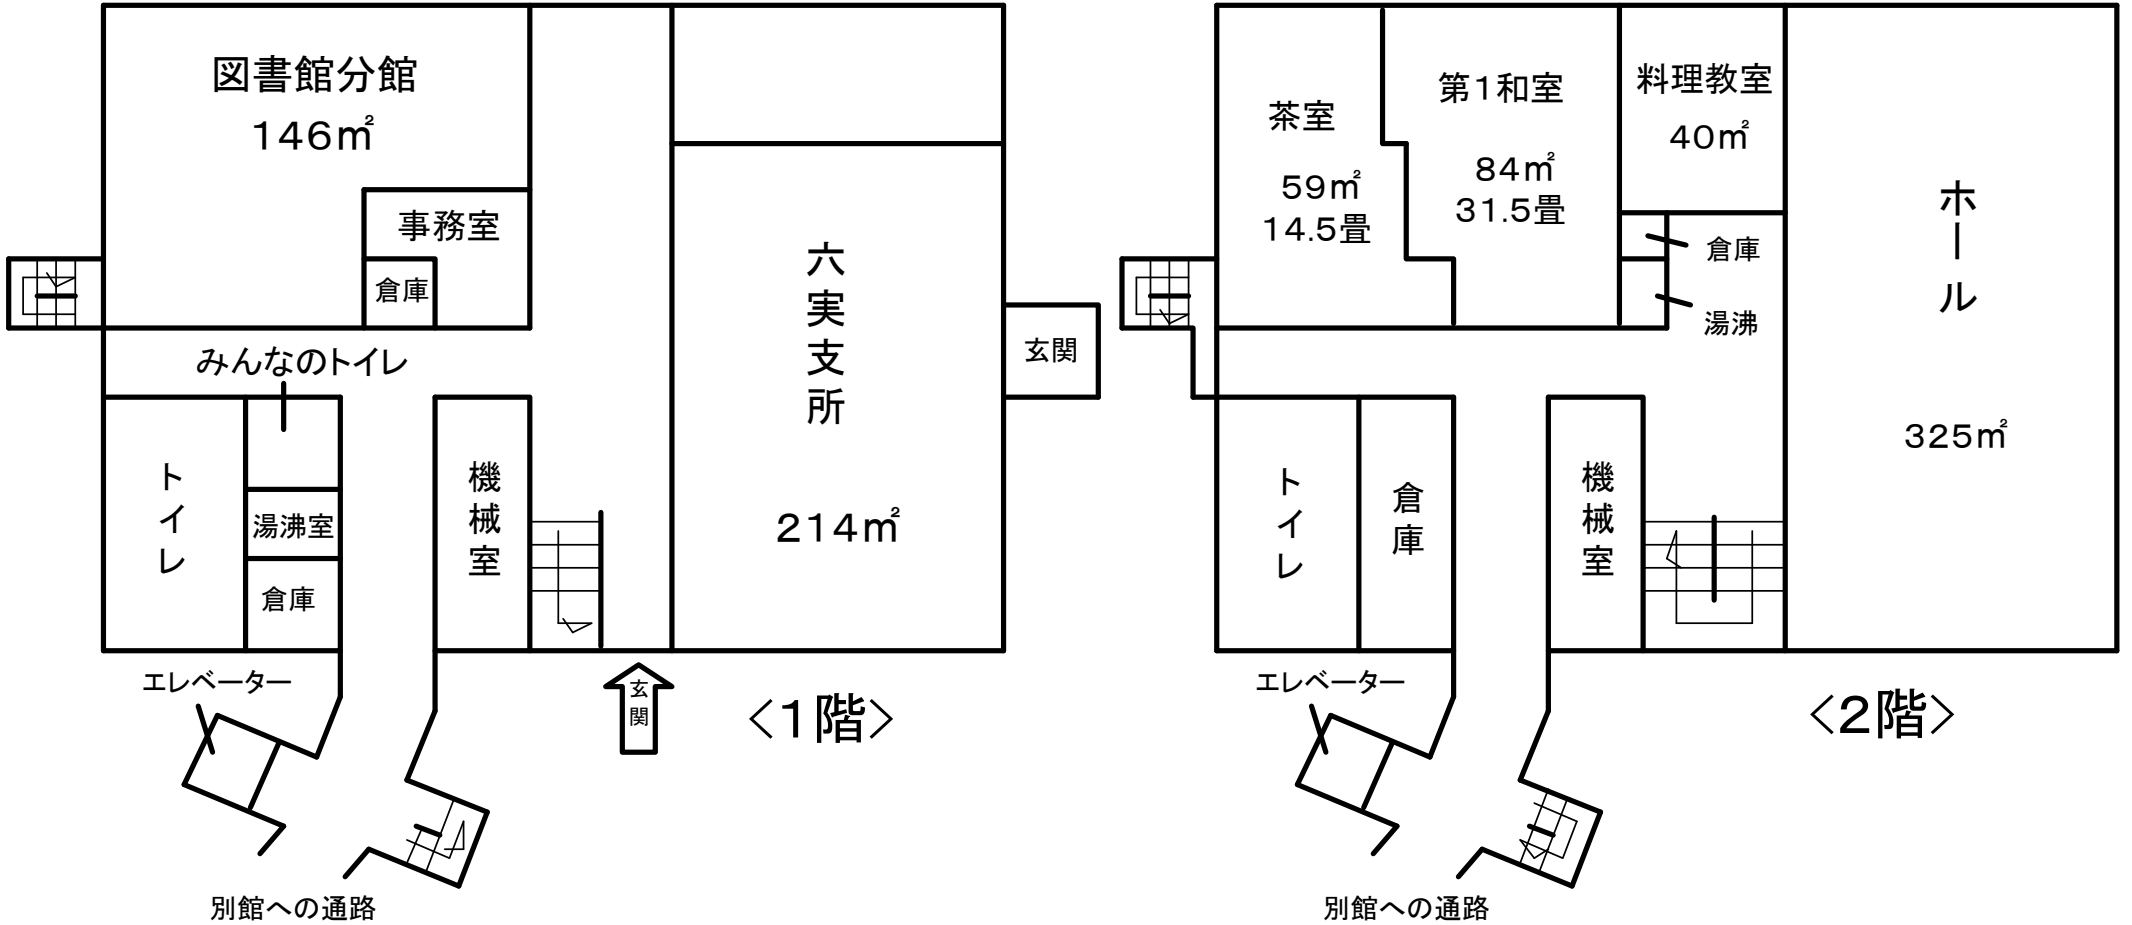 図書館分館
146㎡
事務室
倉庫
みんなのトイレ
トイレ
湯沸室
倉庫
機械室
六実支所
214㎡
玄関
玄関
エレベーター
別館への通路
<1階>
茶室
59㎡
14.5畳
第1和室
84㎡
31.5畳
料理教室
40㎡
倉庫
湯沸
ホール
325㎡
トイレ
倉庫
機械室
エレベーター
別館への通路
<2階>